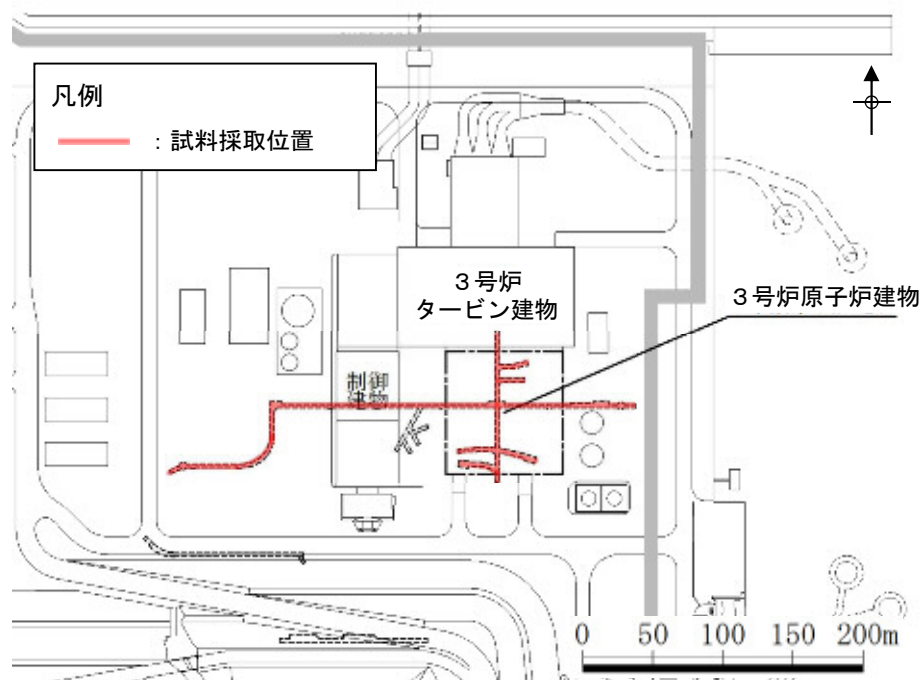 凡例
：試料採取位置
３号炉
タービン建物
３号炉原子炉建物
制御
建物
0 50 100 150 200m